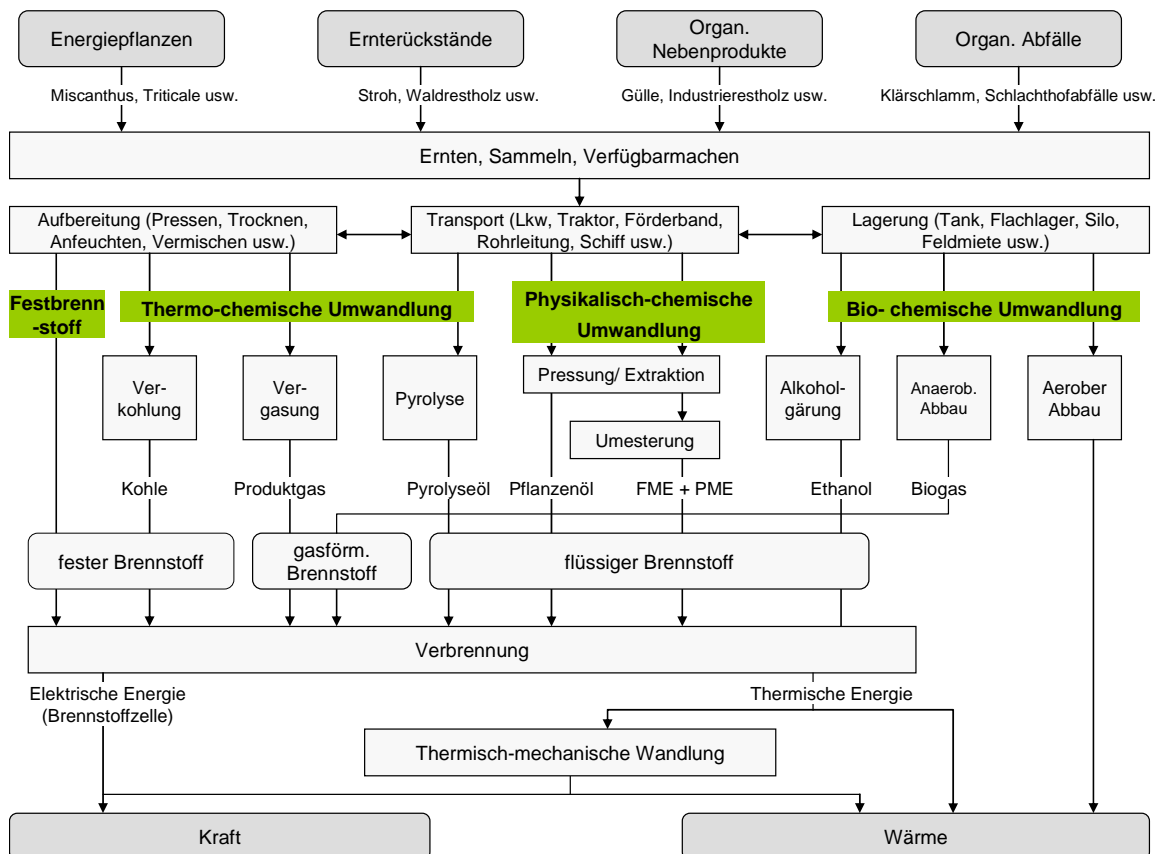 Energiepflanzen
Ernterückstände
Organ.
Nebenprodukte
Organ. Abfälle
Miscanthus, Triticale usw.
Stroh, Waldrestholz usw.
Gülle, Industrierestholz usw.
Klärschlamm, Schlachthofabfälle usw.
Ernten, Sammeln, Verfügbarmachen
Aufbereitung (Pressen, Trocknen,
Anfeuchten, Vermischen usw.)
Transport (Lkw, Traktor, Förderband,
Rohrleitung, Schiff usw.)
Lagerung (Tank, Flachlager, Silo,
Feldmiete usw.)
Festbrenn
-stoff
Thermo-chemische Umwandlung
Physikalisch-chemische
Umwandlung
Bio- chemische Umwandlung
Ver-
kohlung
Ver-
gasung
Pyrolyse
Pressung/ Extraktion
Umesterung
Alkohol-
gärung
Anaerob.
Abbau
Aerober
Abbau
Kohle
Produktgas
Pyrolyseöl
Pflanzenöl
FME + PME
Ethanol
Biogas
fester Brennstoff
gasförm.
Brennstoff
flüssiger Brennstoff
Verbrennung
Elektrische Energie
(Brennstoffzelle)
Thermische Energie
Thermisch-mechanische Wandlung
Kraft
Wärme